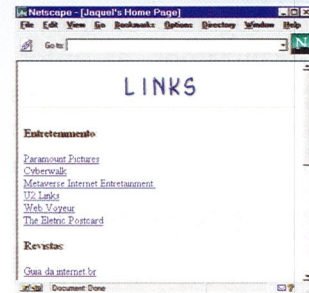 Netscape - [Jaquel's Home Page]
File Edit View Go Bookmarks Options Directory Window Help
Go to:
N
LINKS
Entretenimento
Paramount Pictures
Cyberwalk
Metaverse Internet Entretainment
U2 Links
Web Voyeur
The Eletric Postcard
Revistas
Guia da internet.br
Document Done